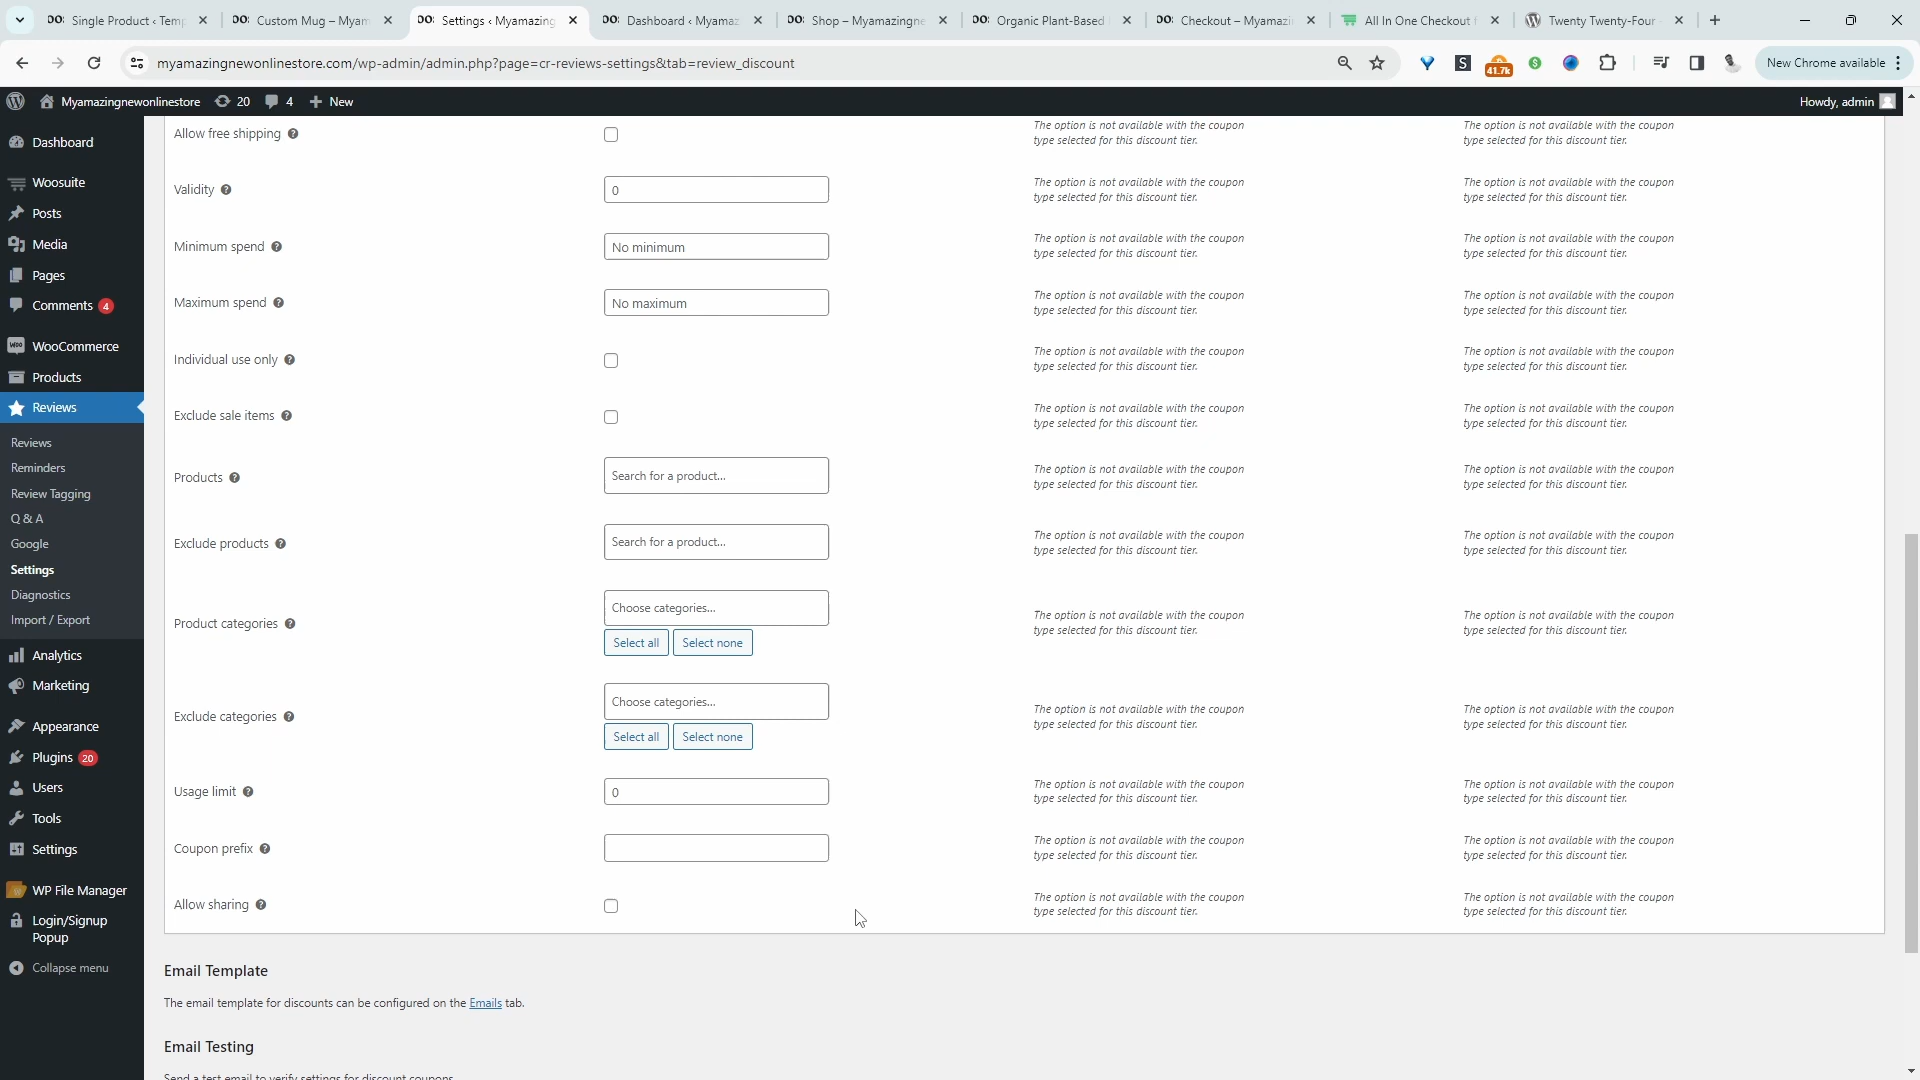 Single Product ‹ Temp
Custom Mug – Myam
Settings ‹ Myamazing
Dashboard ‹ Myamaz
Shop – Myamazingne
Organic Plant-Based
Checkout – Myamazi
All In One Checkout f
Twenty Twenty-Four
myamazingnewonlinestore.com/wp-admin/admin.php?page=cr-reviews-settings&tab=review_discount
S
41.7k
New Chrome available
Myamazingnewonlinestore
20
4
New
Howdy, admin
Dashboard
Woosuite
Posts
Media
Pages
Comments 4
WooCommerce
Products
Reviews
Reviews
Reminders
Review Tagging
Q & A
Google
Settings
Diagnostics
Import / Export
Analytics
Marketing
Appearance
Plugins 20
Users
Tools
Settings
WP File Manager
Login/Signup
Popup
Collapse menu
Allow free shipping
The option is not available with the coupon
type selected for this discount tier.
The option is not available with the coupon
type selected for this discount tier.
Validity
0
The option is not available with the coupon
type selected for this discount tier.
The option is not available with the coupon
type selected for this discount tier.
Minimum spend
No minimum
The option is not available with the coupon
type selected for this discount tier.
The option is not available with the coupon
type selected for this discount tier.
Maximum spend
No maximum
The option is not available with the coupon
type selected for this discount tier.
The option is not available with the coupon
type selected for this discount tier.
Individual use only
The option is not available with the coupon
type selected for this discount tier.
The option is not available with the coupon
type selected for this discount tier.
Exclude sale items
The option is not available with the coupon
type selected for this discount tier.
The option is not available with the coupon
type selected for this discount tier.
Products
Search for a product...
The option is not available with the coupon
type selected for this discount tier.
The option is not available with the coupon
type selected for this discount tier.
Exclude products
Search for a product...
The option is not available with the coupon
type selected for this discount tier.
The option is not available with the coupon
type selected for this discount tier.
Product categories
Choose categories...
Select all
Select none
The option is not available with the coupon
type selected for this discount tier.
The option is not available with the coupon
type selected for this discount tier.
Exclude categories
Choose categories...
Select all
Select none
The option is not available with the coupon
type selected for this discount tier.
The option is not available with the coupon
type selected for this discount tier.
Usage limit
0
The option is not available with the coupon
type selected for this discount tier.
The option is not available with the coupon
type selected for this discount tier.
Coupon prefix
The option is not available with the coupon
type selected for this discount tier.
The option is not available with the coupon
type selected for this discount tier.
Allow sharing
The option is not available with the coupon
type selected for this discount tier.
The option is not available with the coupon
type selected for this discount tier.
Email Template
The email template for discounts can be configured on the Emails tab.
Email Testing
Send a test email to verify settings for discount coupons.